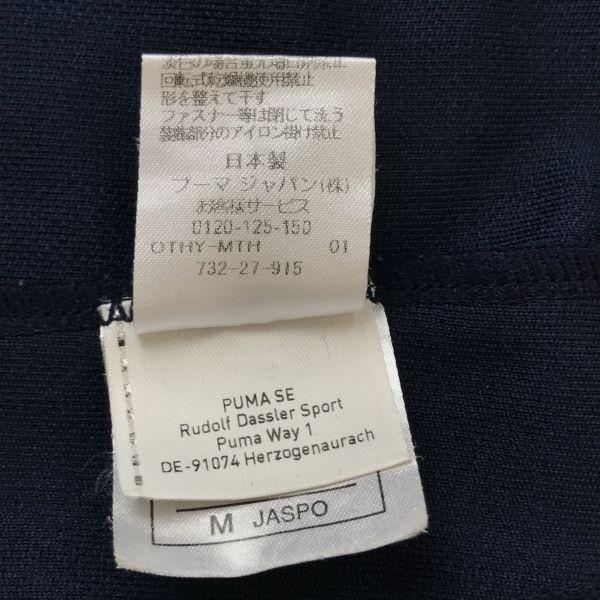 回転式乾燥機使用禁止
形を整えて干す
ファスナー等は閉じて洗う
装飾部分のアイロン掛け禁止
日本製
プーマ ジャパン(株)
お客様サービス
0120-125-150
OTHY-MTH 01
732-27-915
PUMA SE
Rudolf Dassler Sport
Puma Way 1
DE-91074 Herzogenaurach
M JASPO